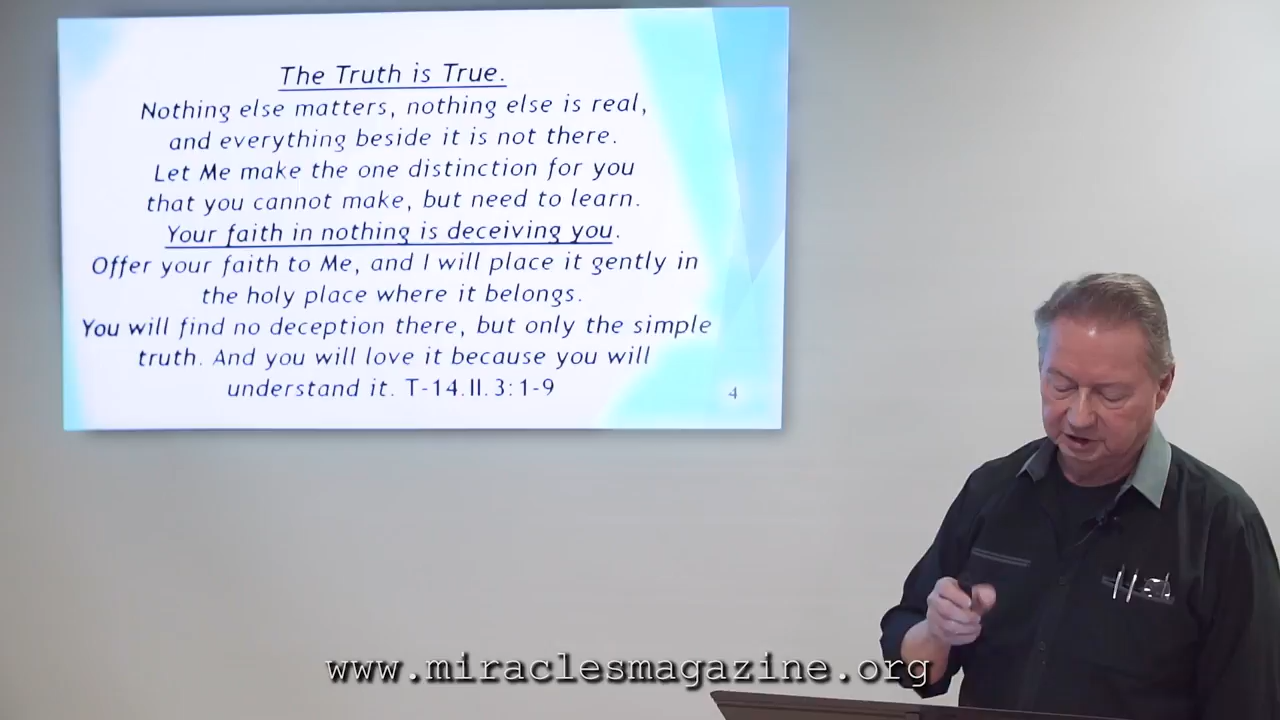 The Truth is True.
Nothing else matters, nothing else is real,
and everything beside it is not there.
Let Me make the one distinction for you
that you cannot make, but need to learn.
Your faith in nothing is deceiving you.
Offer your faith to Me, and I will place it gently in
the holy place where it belongs.
You will find no deception there, but only the simple
truth. And you will love it because you will
understand it. T-14.II.3:1-9
4
www.miraclesmagazine.org